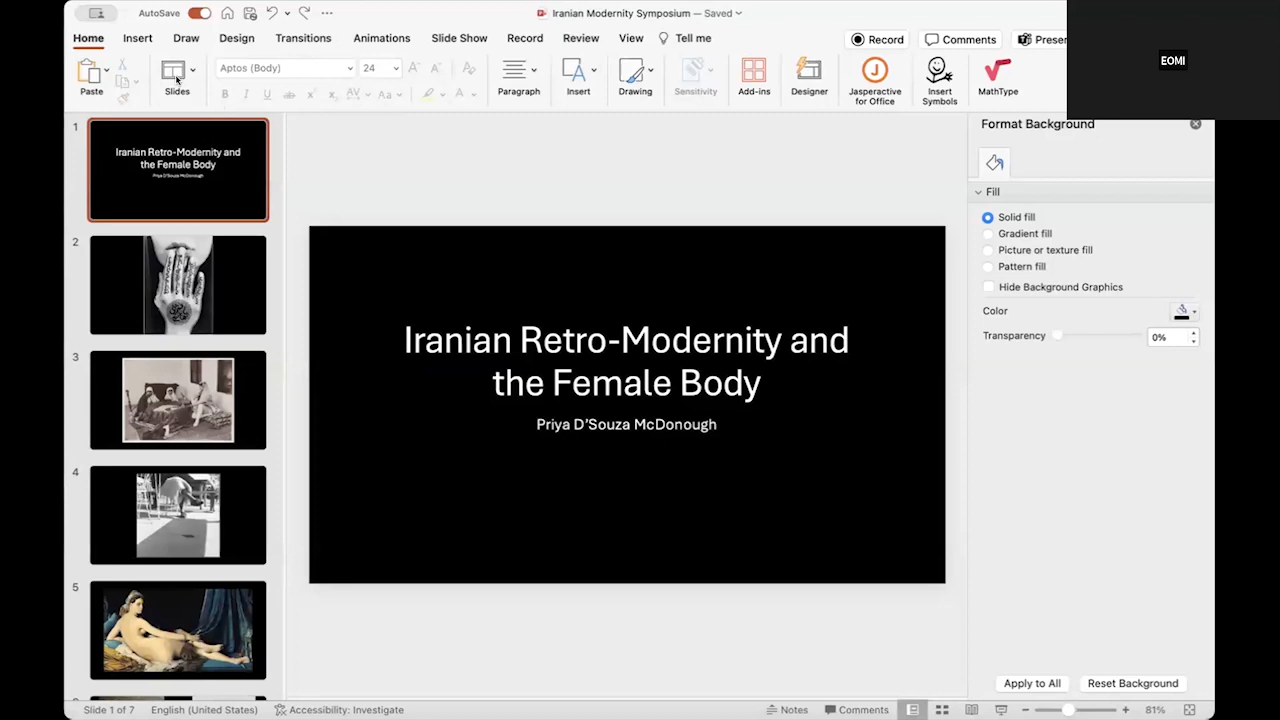 AutoSave
Iranian Modernity Symposium — Saved
Home
Insert
Draw
Design
Transitions
Animations
Slide Show
Record
Review
View
Tell me
Record
Comments
EOMI
Paste
Slides
Aptos (Body)
24
Paragraph
Insert
Drawing
Sensitivity
Add-ins
Designer
Jasperactive
for Office
Insert
Symbols
MathType
1
Iranian Retro-Modernity and
the Female Body
Priya D'Souza McDonough
2
3
4
5
Iranian Retro-Modernity and
the Female Body
Priya D'Souza McDonough
Format Background
Fill
Solid fill
Gradient fill
Picture or texture fill
Pattern fill
Hide Background Graphics
Color
Transparency
0%
Apply to All
Reset Background
Slide 1 of 7
English (United States)
Accessibility: Investigate
Notes
Comments
81%